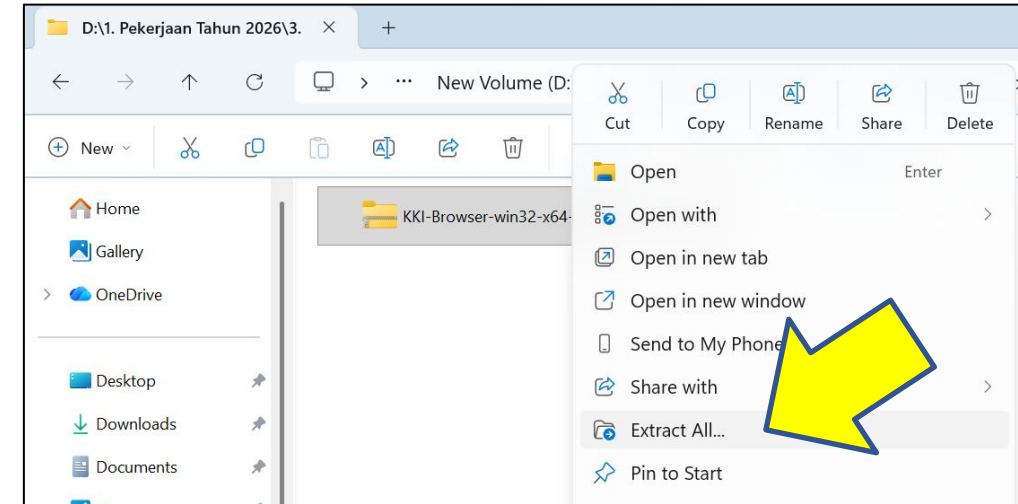 D:\1. Pekerjaan Tahun 2026\3.
New Volume (D:
Cut Copy Rename Share Delete
New
Home
Gallery
OneDrive
Desktop
Downloads
Documents
KKI-Browser-win32-x64-
Open Enter
Open with
Open in new tab
Open in new window
Send to My Phone
Share with
Extract All...
Pin to Start